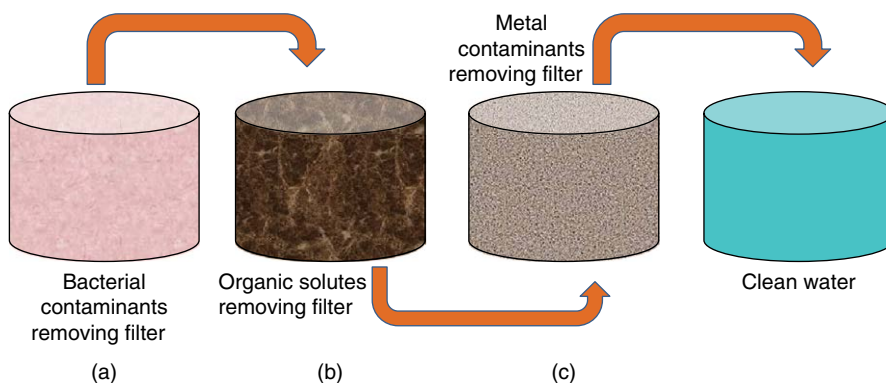 Metal
contaminants
removing filter
Bacterial
contaminants
removing filter
Organic solutes
removing filter
Clean water
(a)
(b)
(c)